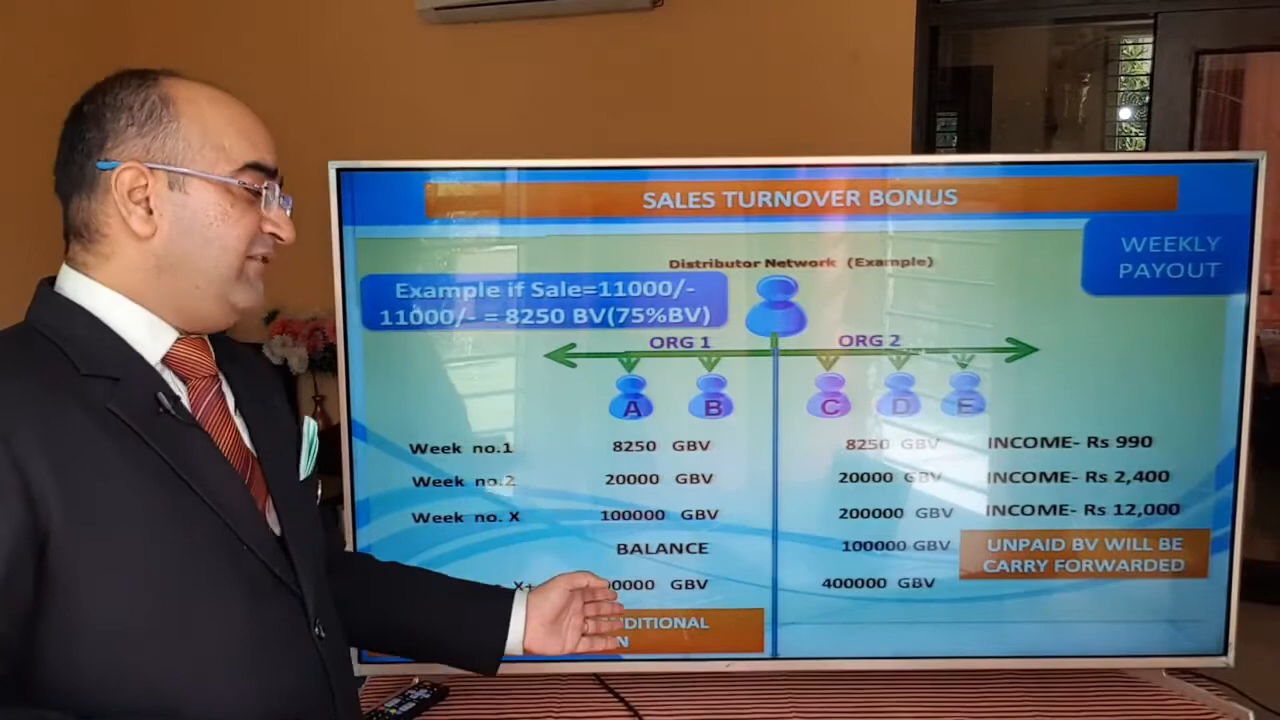 SALES TURNOVER BONUS
WEEKLY
PAYOUT
Distributor Network (Example)
Example if Sale=11000/-
11000/- = 8250 BV(75%BV)
ORG 1 ORG 2
A B C D E
Week no.1 8250 GBV 8250 GBV INCOME- Rs 990
Week no.2 20000 GBV 20000 GBV INCOME- Rs 2,400
Week no. X 100000 GBV 200000 GBV INCOME- Rs 12,000
BALANCE 100000 GBV
UNPAID BV WILL BE
CARRY FORWARDED
GBV 400000 GBV